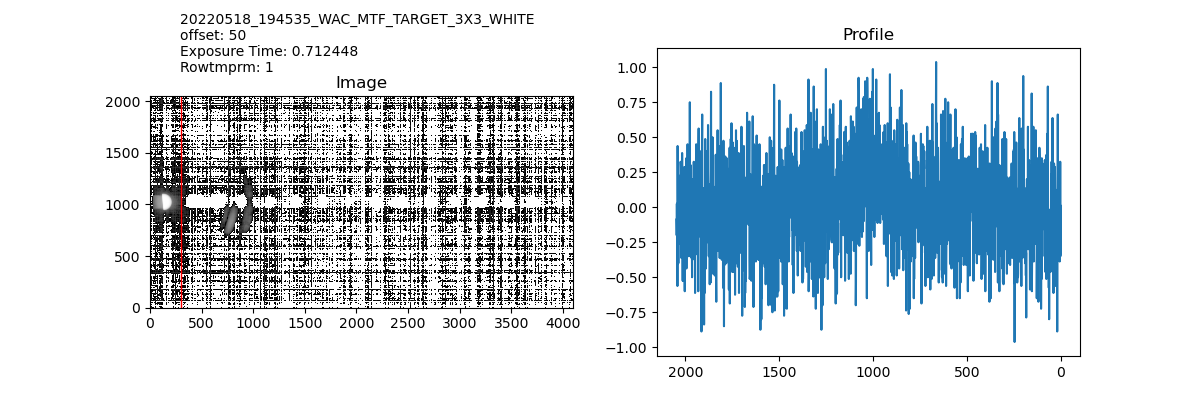 20220518_194535_WAC_MTF_TARGET_3X3_WHITE
offset: 50
Exposure Time: 0.712448
Rowtmprm: 1
Image
2000
1500
1000
500
0
0 500 1000 1500 2000 2500 3000 3500 4000
Profile
1.00
0.75
0.50
0.25
0.00
−0.25
−0.50
−0.75
−1.00
2000 1500 1000 500 0